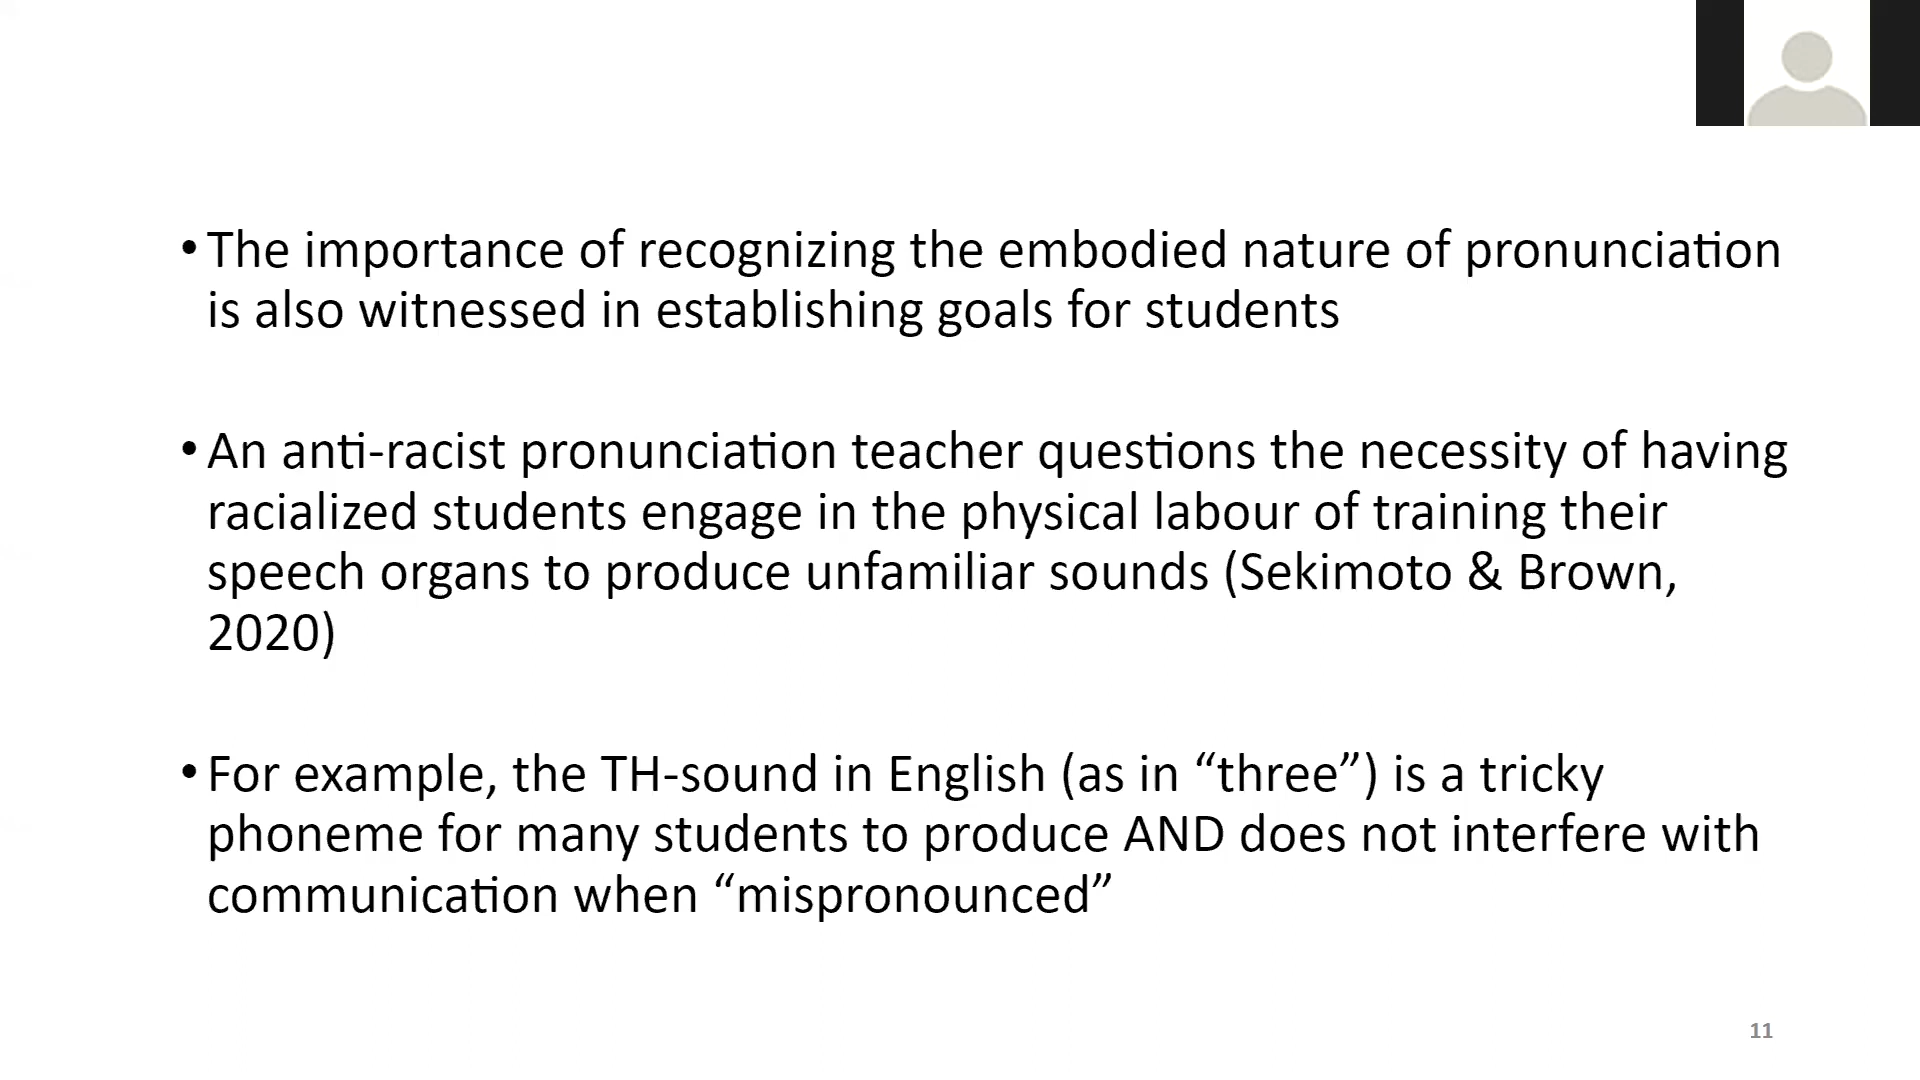 • The importance of recognizing the embodied nature of pronunciation
is also witnessed in establishing goals for students
• An anti-racist pronunciation teacher questions the necessity of having
racialized students engage in the physical labour of training their
speech organs to produce unfamiliar sounds (Sekimoto & Brown,
2020)
• For example, the TH-sound in English (as in “three”) is a tricky
phoneme for many students to produce AND does not interfere with
communication when “mispronounced”
11